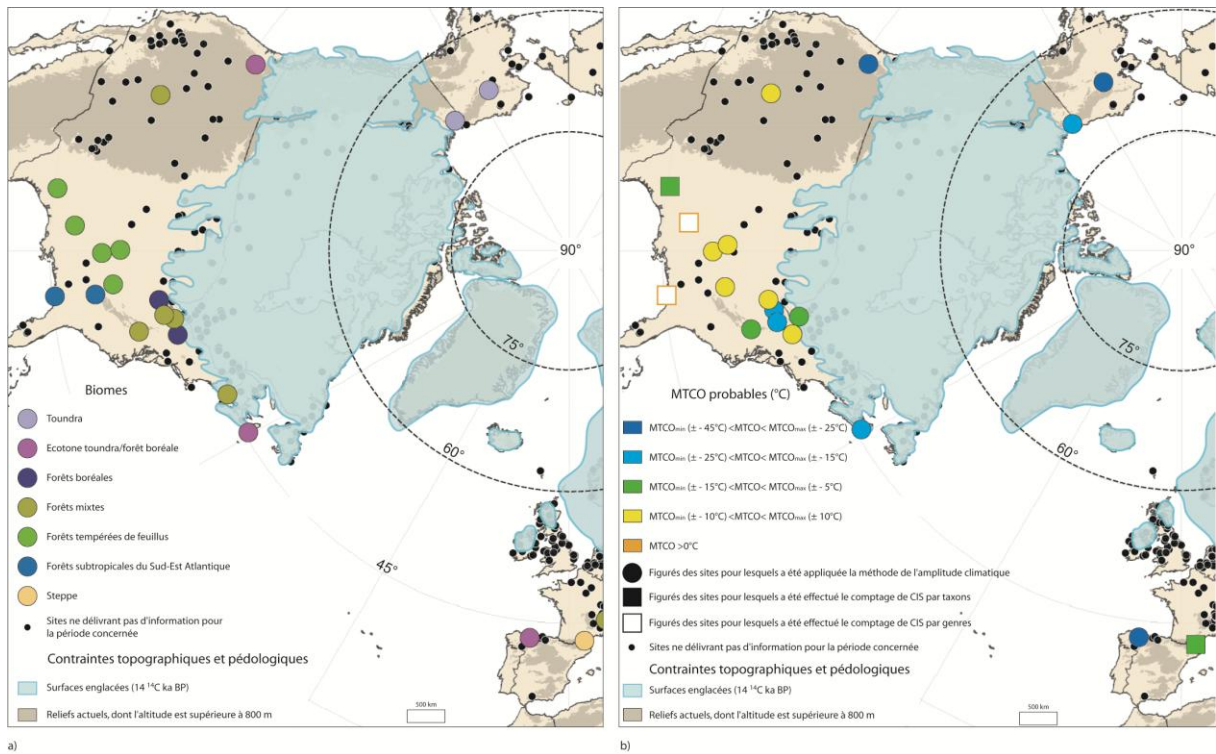 90°
75°
60°
45°
Biomes
Toundra
Ecotone toundra/forêt boréale
Forêts boréales
Forêts mixtes
Forêts tempérées de feuillus
Forêts subtropicales du Sud-Est Atlantique
Steppe
Sites ne délivrant pas d'information pour
la période concernée
Contraintes topographiques et pédologiques
Surfaces englacées (14 ¹⁴C ka BP)
Reliefs actuels, dont l'altitude est supérieure à 800 m
500 km
a)
90°
75°
60°
45°
MTCO probables (°C)
MTCOmin (± - 45°C) <MTCO< MTCOmax (± - 25°C)
MTCOmin (± - 25°C) <MTCO< MTCOmax (± - 15°C)
MTCOmin (± - 15°C) <MTCO< MTCOmax (± - 5°C)
MTCOmin (± - 10°C) <MTCO< MTCOmax (± 10°C)
MTCO >0°C
Figurés des sites pour lesquels a été appliquée la méthode de l'amplitude climatique
Figurés des sites pour lesquels a été effectué le comptage de CIS par taxons
Figurés des sites pour lesquels a été effectué le comptage de CIS par genres
Sites ne délivrant pas d'information pour la période concernée
Contraintes topographiques et pédologiques
Surfaces englacées (14 ¹⁴C ka BP)
Reliefs actuels, dont l'altitude est supérieure à 800 m
500 km
b)